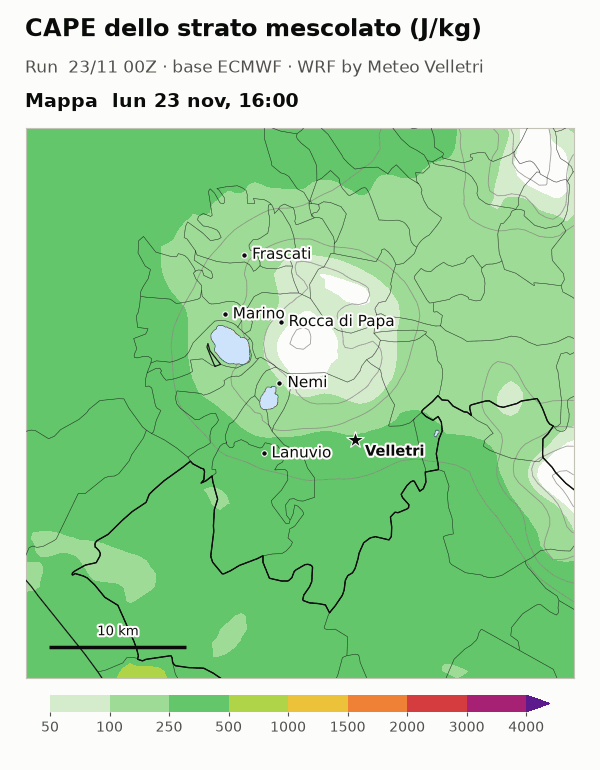 CAPE dello strato mescolato (J/kg)
Run  23/11 00Z · base ECMWF · WRF by Meteo Velletri
Mappa  lun 23 nov, 16:00
Frascati
Marino
Rocca di Papa
Nemi
Velletri
Lanuvio
10 km
50 100 250 500 1000 1500 2000 3000 4000